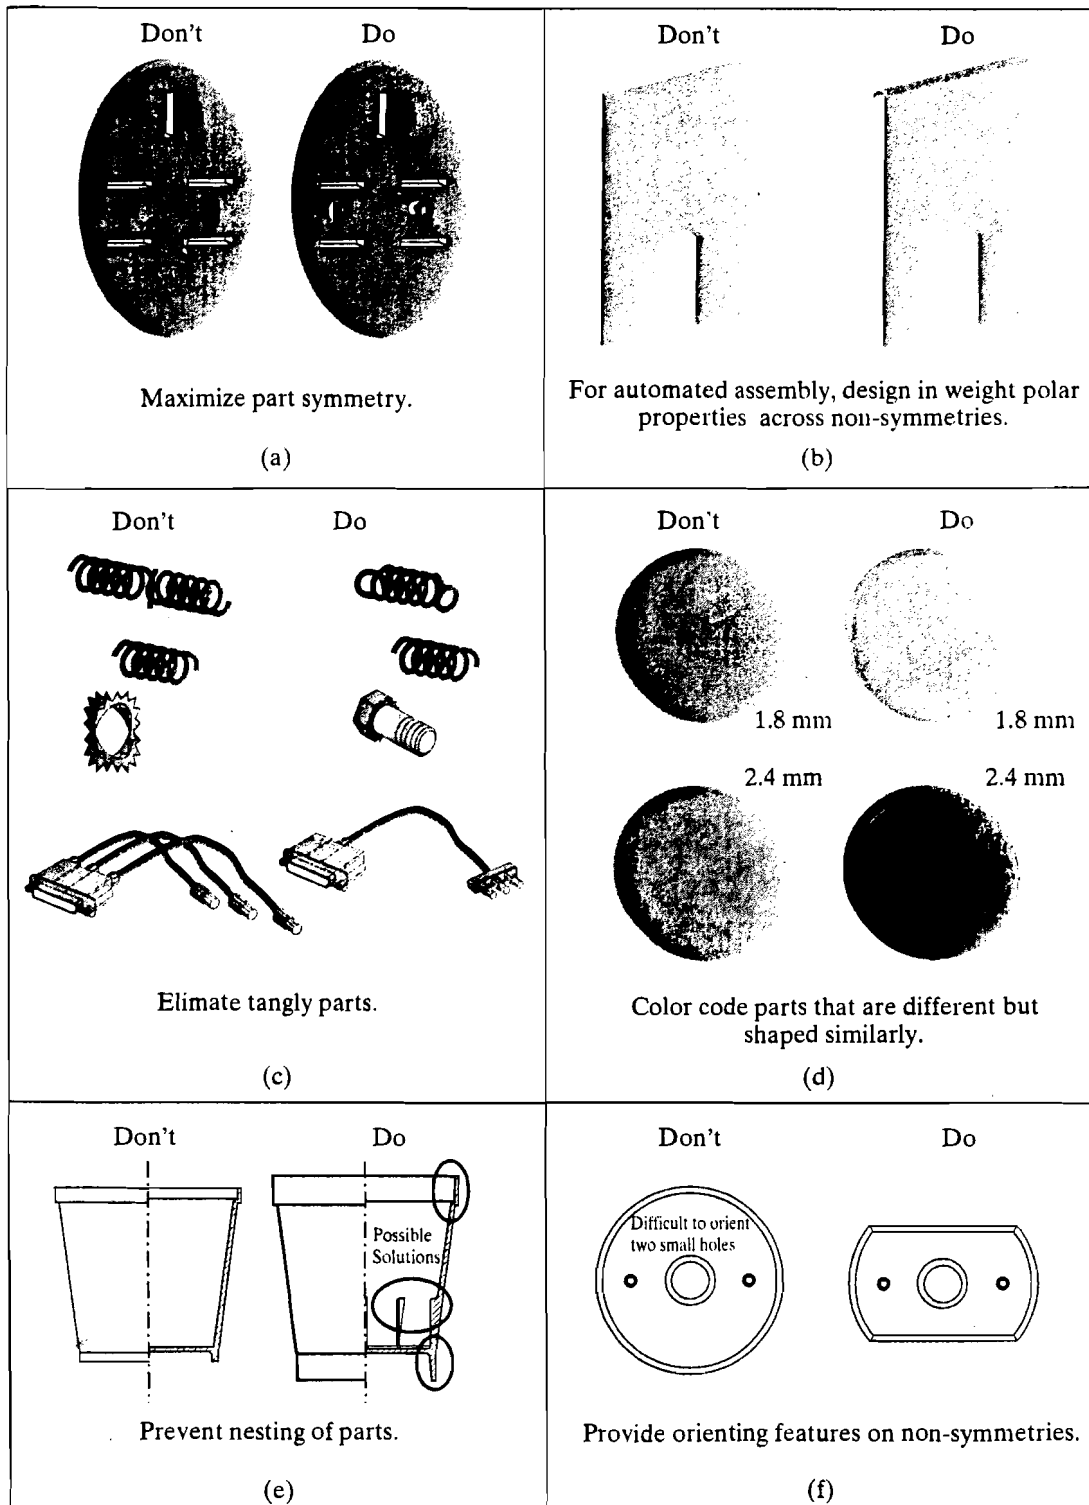 Don't
Do
Maximize part symmetry.
(a)
Don't
Do
For automated assembly, design in weight polar
properties across non-symmetries.
(b)
Don't
Do
Elimate tangly parts.
(c)
Don't
Do
1.8 mm
1.8 mm
2.4 mm
2.4 mm
Color code parts that are different but
shaped similarly.
(d)
Don't
Do
Possible
Solutions
Prevent nesting of parts.
(e)
Don't
Do
Difficult to orient
two small holes
Provide orienting features on non-symmetries.
(f)